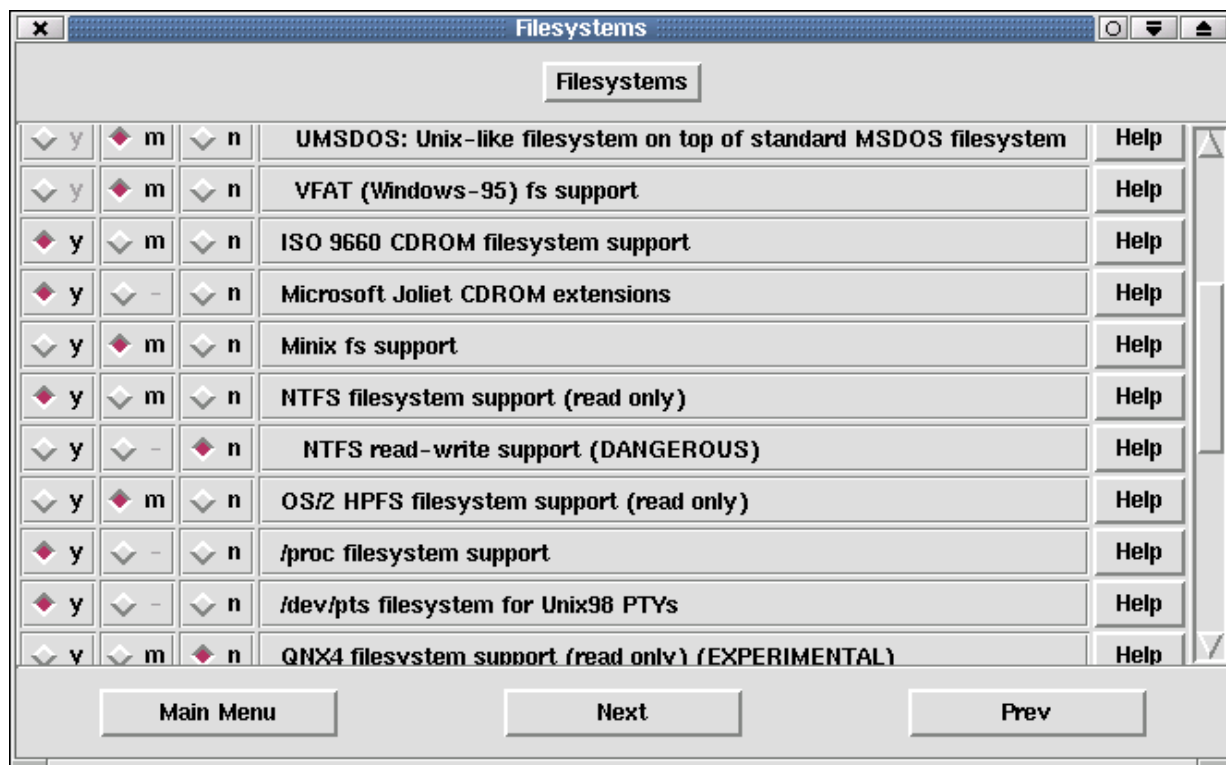 Filesystems
Filesystems
y m n UMSDOS: Unix-like filesystem on top of standard MSDOS filesystem Help
y m n VFAT (Windows-95) fs support Help
y m n ISO 9660 CDROM filesystem support Help
y - n Microsoft Joliet CDROM extensions Help
y m n Minix fs support Help
y m n NTFS filesystem support (read only) Help
y - n NTFS read-write support (DANGEROUS) Help
y m n OS/2 HPFS filesystem support (read only) Help
y - n /proc filesystem support Help
y - n /dev/pts filesystem for Unix98 PTYs Help
y m n QNX4 filesystem support (read only) (EXPERIMENTAL) Help
Main Menu Next Prev